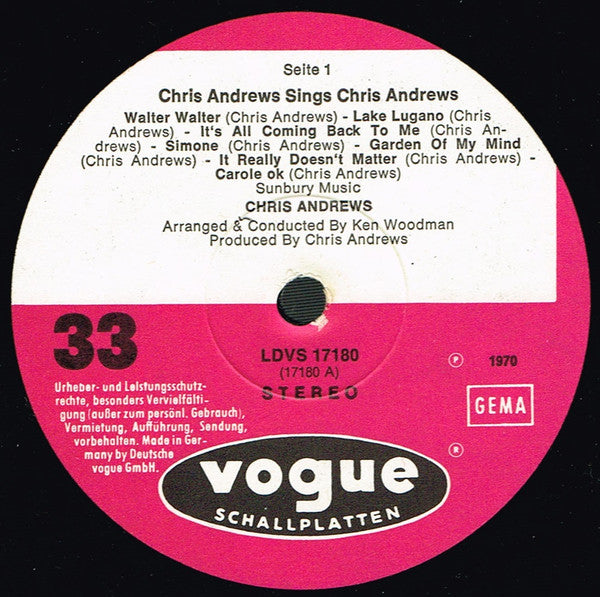 Seite 1
Chris Andrews Sings Chris Andrews
Walter Walter (Chris Andrews) - Lake Lugano (Chris
Andrews) - It's All Coming Back To Me (Chris An-
drews) - Simone (Chris Andrews) - Garden Of My Mind
(Chris Andrews) - It Really Doesn't Matter (Chris Andrews) -
Carole ok (Chris Andrews)
Sunbury Music
CHRIS ANDREWS
Arranged & Conducted By Ken Woodman
Produced By Chris Andrews
33
LDVS 17180
(17180 A)
STEREO
Ⓟ 1970
GEMA
Urheber- und Leistungsschutz-
rechte, besonders Vervielfälti-
gung (außer zum persönl. Gebrauch),
Vermietung, Aufführung, Sendung,
vorbehalten. Made in Ger-
many by Deutsche
vogue GmbH.
®
vogue
SCHALLPLATTEN